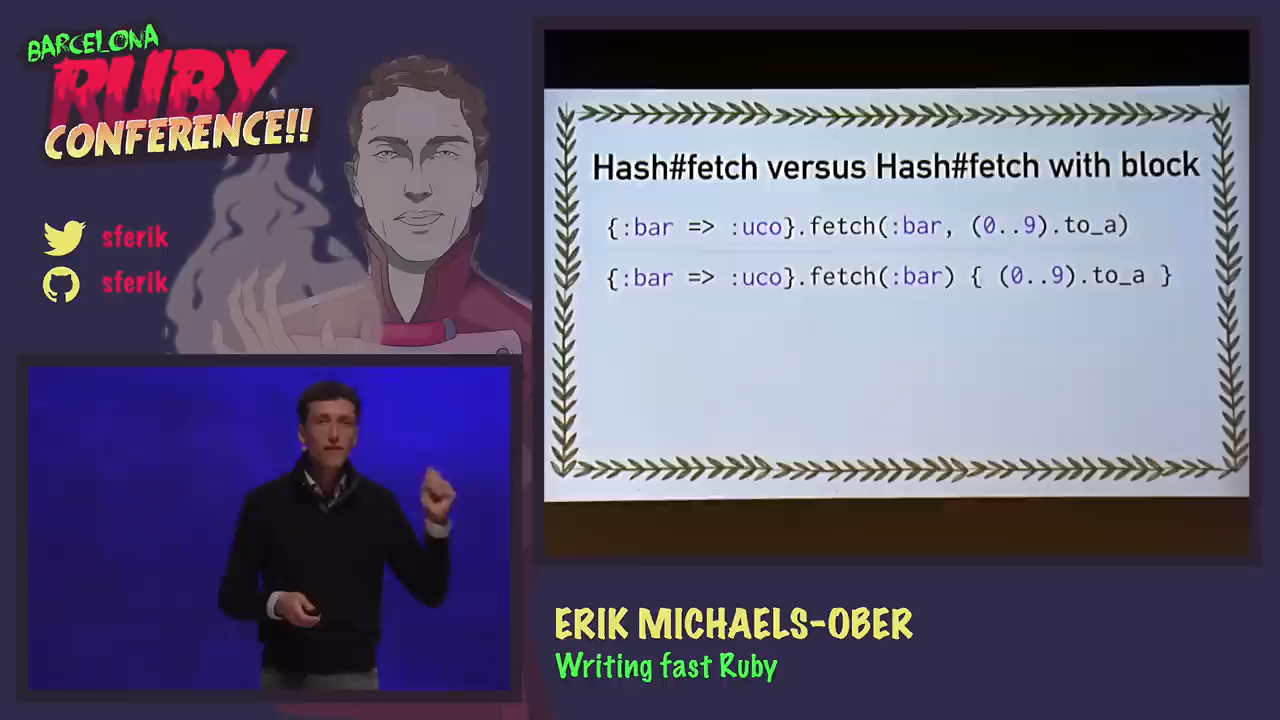 BARCELONA
RUBY
CONFERENCE!!
sferik
sferik
Hash#fetch versus Hash#fetch with block
{:bar => :uco}.fetch(:bar, (0..9).to_a)
{:bar => :uco}.fetch(:bar) { (0..9).to_a }
ERIK MICHAELS-OBER
Writing fast Ruby